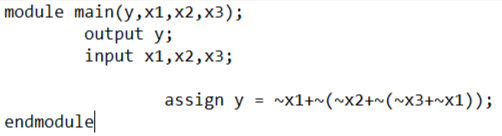 module main(y,x1,x2,x3);
output y;
input x1,x2,x3;
assign y = ~x1+~(~x2+~(~x3+~x1));
endmodule